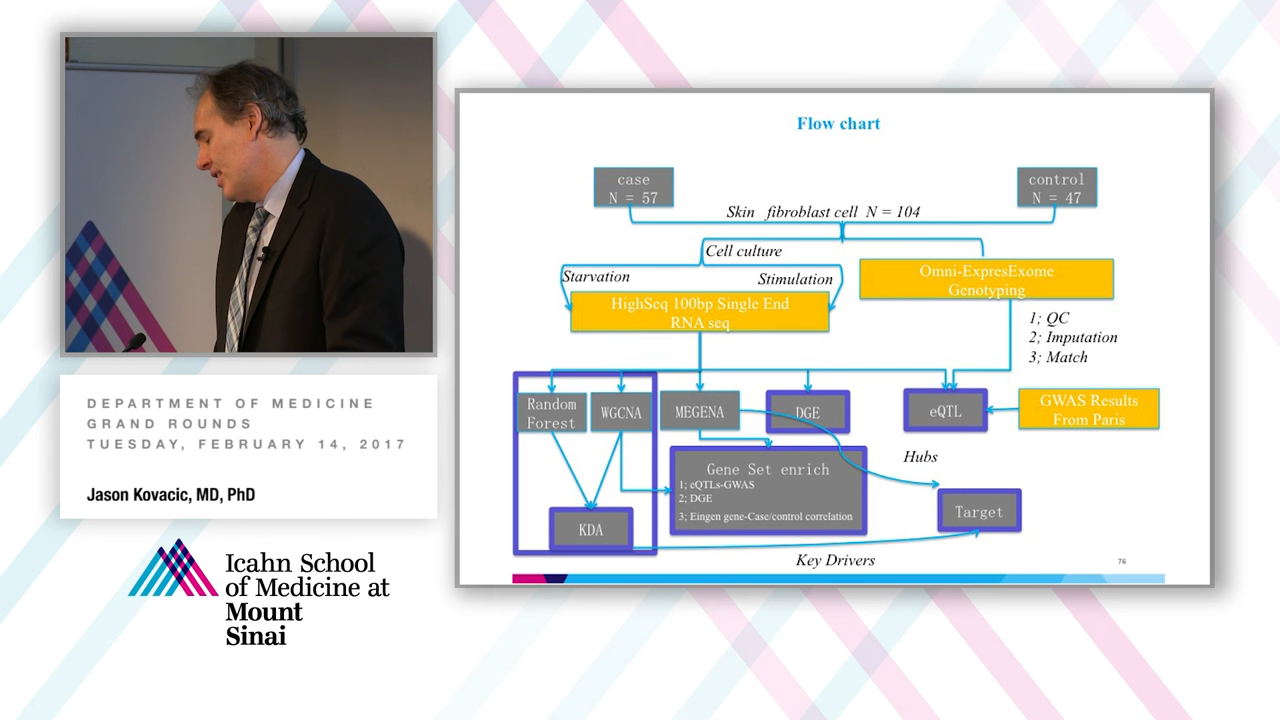 Flow chart
case
N = 57
control
N = 47
Skin fibroblast cell N = 104
Cell culture
Starvation
Stimulation
Omni-ExpresExome
Genotyping
HighSeq 100bp Single End
RNA seq
1; QC
2; Imputation
3; Match
Random
Forest
WGCNA
MEGENA
DGE
eQTL
GWAS Results
From Paris
Hubs
Gene Set enrich
1; eQTLs-GWAS
2; DGE
3; Eingen gene-Case/control correlation
KDA
Target
Key Drivers
76
DEPARTMENT OF MEDICINE
GRAND ROUNDS
TUESDAY, FEBRUARY 14, 2017
Jason Kovacic, MD, PhD
Icahn School
of Medicine at
Mount
Sinai